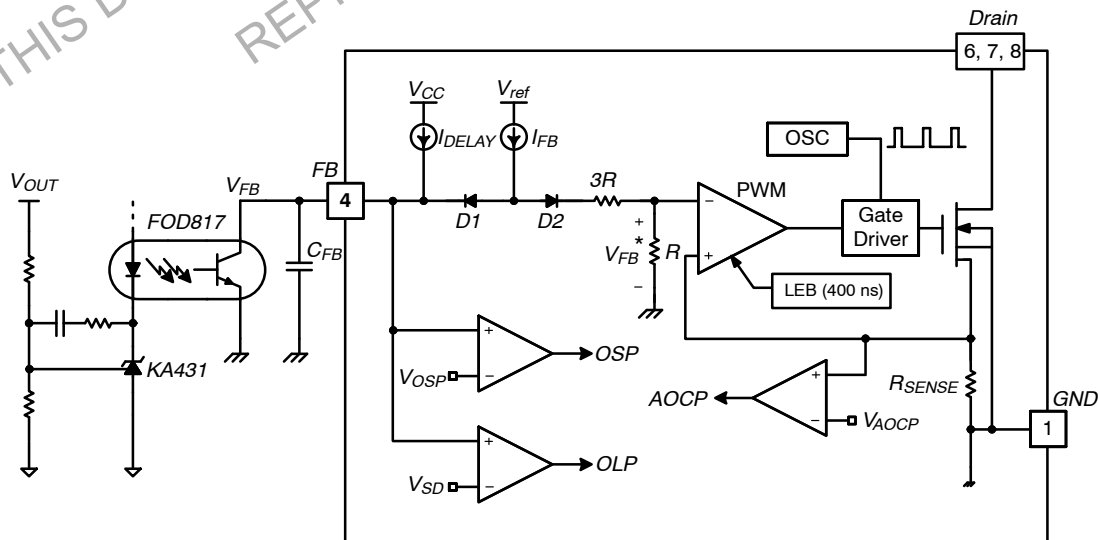 THIS D
REPR
Drain
6, 7, 8
VCC
Vref
IDELAY
IFB
OSC
VOUT
VFB
FB
4
3R
PWM
FOD817
D1
D2
Gate
Driver
CFB
+
*
VFB
R
−
−
+
LEB (400 ns)
KA431
+
OSP
VOSP
−
AOCP
+
−
VAOCP
RSENSE
GND
1
+
OLP
VSD
−